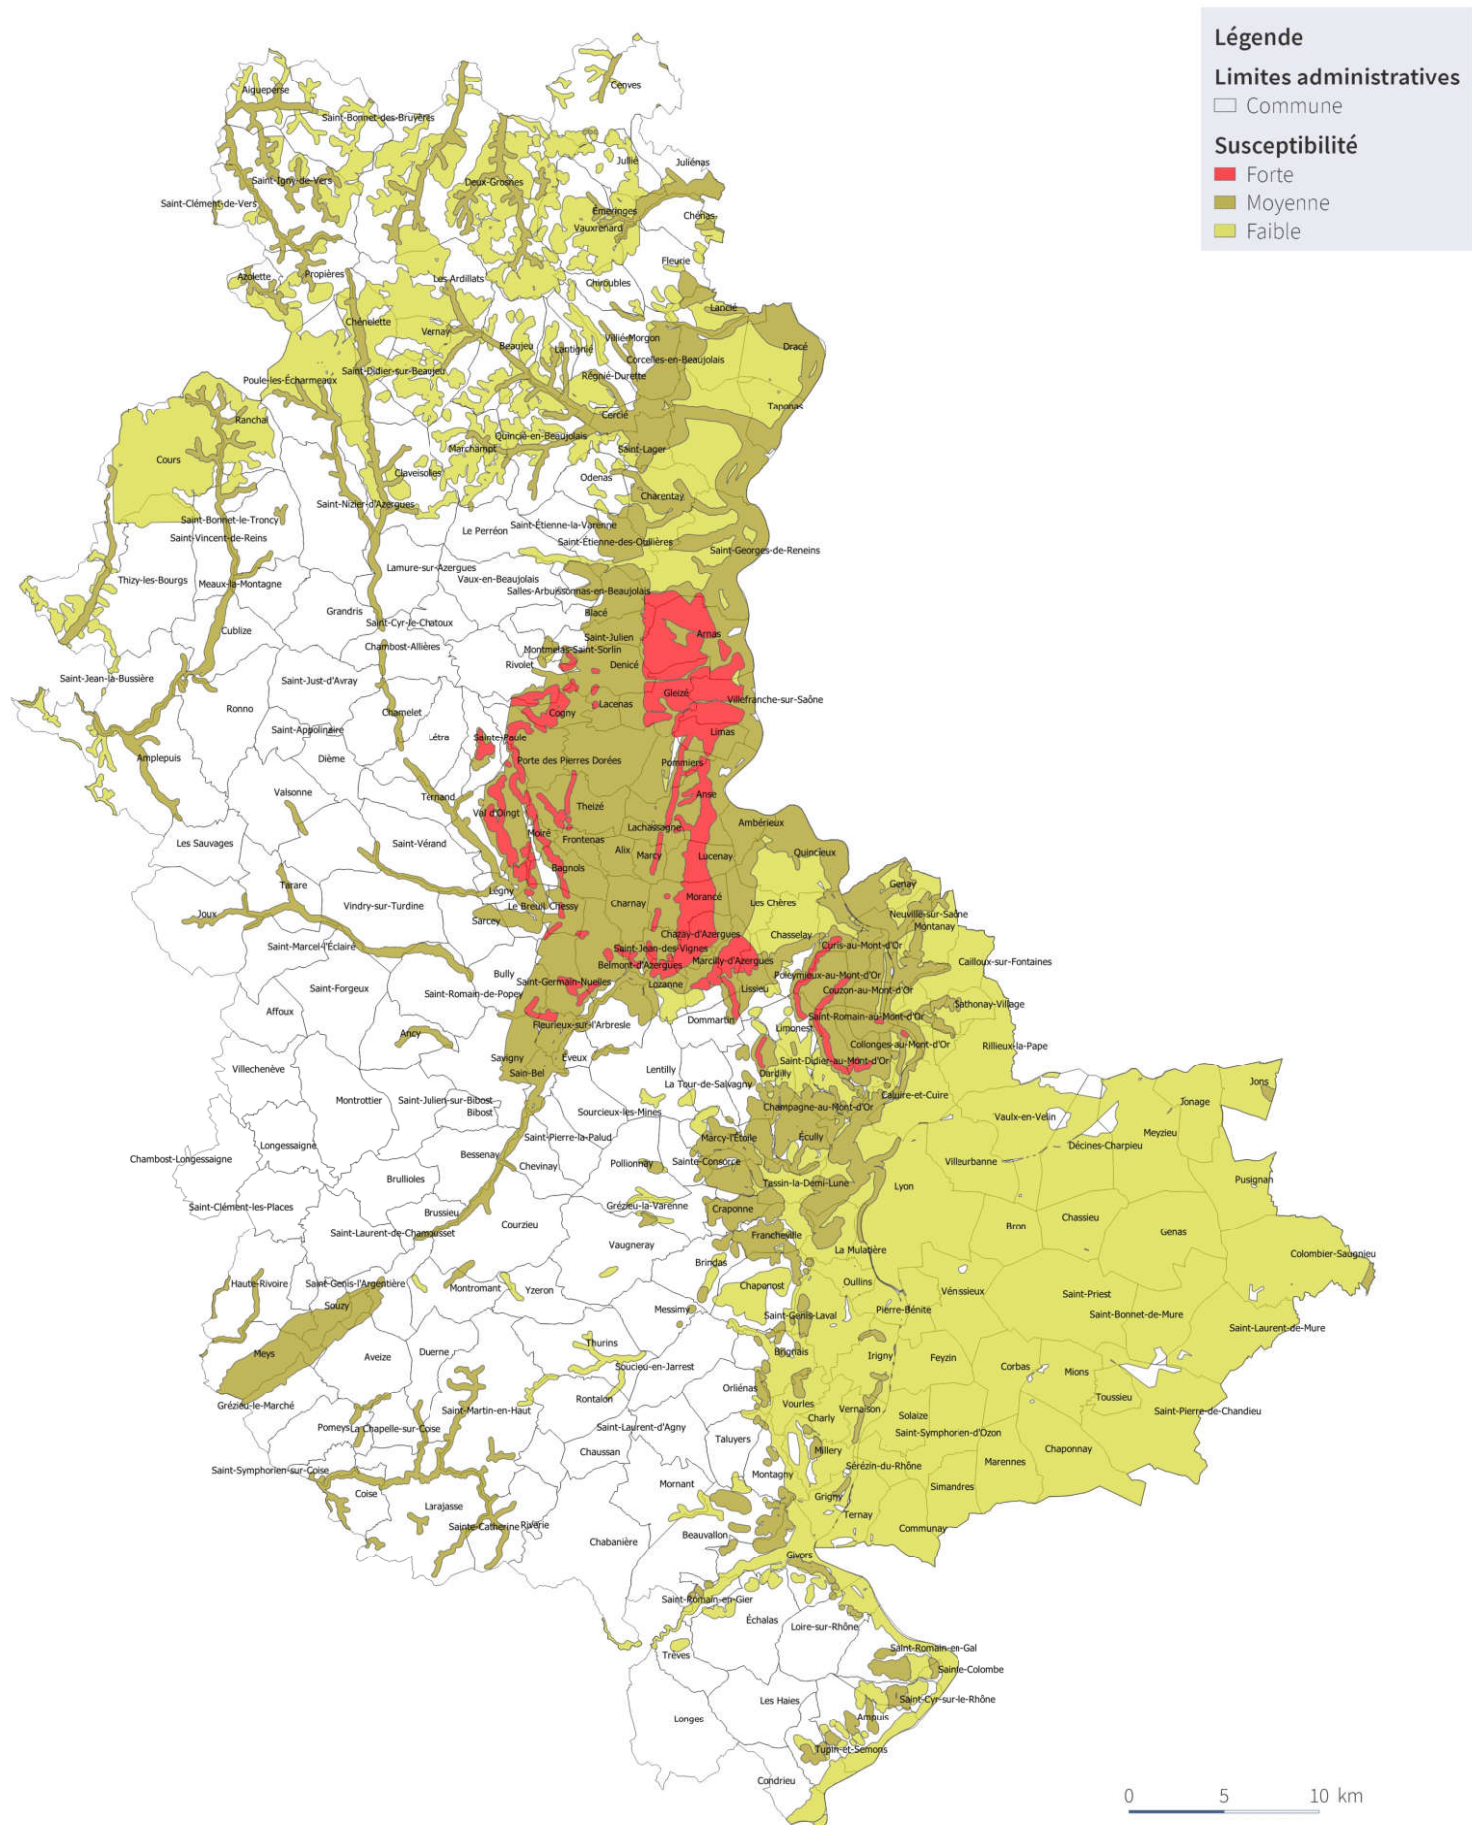 Légende
Limites administratives
Commune
Susceptibilité
Forte
Moyenne
Faible
Cenves
Aigueperse
Saint-Bonnet-des-Bruyères
Jullié
Juliénas
Saint-Igny-de-Vers
Deux-Grosnes
Saint-Clément-de-Vers
Émeringes
Chénas
Vauxrenard
Fleurie
Azolette
Propières
Les Ardillats
Chiroubles
Lancié
Chénelette
Vernay
Villié-Morgon
Beaujeu
Lantignié
Dracé
Corcelles-en-Beaujolais
Saint-Didier-sur-Beaujeu
Régnié-Durette
Poule-les-Écharmeaux
Taponas
Cercié
Ranchal
Quincié-en-Beaujolais
Marchampt
Saint-Lager
Cours
Claveisolles
Odenas
Charentay
Saint-Nizier-d'Azergues
Saint-Bonnet-le-Troncy
Saint-Étienne-la-Varenne
Le Perréon
Saint-Vincent-de-Reins
Saint-Étienne-des-Oullières
Saint-Georges-de-Reneins
Lamure-sur-Azergues
Thizy-les-Bourgs
Vaux-en-Beaujolais
Meaux-la-Montagne
Salles-Arbuissonnas-en-Beaujolais
Grandris
Blacé
Saint-Cyr-le-Chatoux
Cublize
Arnas
Saint-Julien
Chambost-Allières
Montmelas-Saint-Sorlin
Rivolet
Denicé
Saint-Jean-la-Bussière
Saint-Just-d'Avray
Gleizé
Villefranche-sur-Saône
Lacenas
Ronno
Chamelet
Cogny
Saint-Appolinaire
Létra
Sainte-Paule
Limas
Amplepuis
Dième
Porte des Pierres Dorées
Pommiers
Valsonne
Ternand
Anse
Theizé
Val d'Oingt
Ambérieux
Lachassagne
Moiré
Les Sauvages
Saint-Vérand
Frontenas
Alix
Marcy
Lucenay
Quincieux
Bagnols
Tarare
Légny
Genay
Morancé
Vindry-sur-Turdine
Le Breuil
Chessy
Charnay
Les Chères
Joux
Sarcey
Neuville-sur-Saône
Montanay
Chazay-d'Azergues
Chasselay
Saint-Marcel-l'Éclairé
Saint-Jean-des-Vignes
Curis-au-Mont-d'Or
Belmont-d'Azergues
Marcilly-d'Azergues
Cailloux-sur-Fontaines
Bully
Poleymieux-au-Mont-d'Or
Saint-Germain-Nuelles
Lozanne
Saint-Forgeux
Saint-Romain-de-Popey
Lissieu
Couzon-au-Mont-d'Or
Sathonay-Village
Affoux
Dommartin
Saint-Romain-au-Mont-d'Or
Fleurieux-sur-l'Arbresle
Limonest
Ancy
Collonges-au-Mont-d'Or
Rillieux-la-Pape
Savigny
Éveux
Saint-Didier-au-Mont-d'Or
Villechenève
Sain-Bel
Lentilly
Dardilly
La Tour-de-Salvagny
Jons
Caluire-et-Cuire
Montrottier
Saint-Julien-sur-Bibost
Bibost
Jonage
Champagne-au-Mont-d'Or
Sourcieux-les-Mines
Vaulx-en-Velin
Meyzieu
Saint-Pierre-la-Palud
Marcy-l'Étoile
Écully
Longessaigne
Décines-Charpieu
Chambost-Longessaigne
Bessenay
Chevinay
Pollionnay
Sainte-Consorce
Villeurbanne
Brullioles
Tassin-la-Demi-Lune
Lyon
Pusignan
Saint-Clément-les-Places
Grézieu-la-Varenne
Craponne
Brussieu
Courzieu
Chassieu
Saint-Laurent-de-Chamousset
Francheville
Bron
Genas
Vaugneray
La Mulatière
Colombier-Saugnieu
Brindas
Haute-Rivoire
Saint-Genis-l'Argentière
Montromant
Yzeron
Chaponost
Oullins
Vénissieux
Saint-Priest
Souzy
Messimy
Saint-Genis-Laval
Pierre-Bénite
Saint-Bonnet-de-Mure
Saint-Laurent-de-Mure
Meys
Aveize
Duerne
Thurins
Brignais
Irigny
Feyzin
Soucieu-en-Jarrest
Corbas
Mions
Grézieu-le-Marché
Rontalon
Orliénas
Toussieu
Saint-Martin-en-Haut
Vourles
Vernaison
Saint-Pierre-de-Chandieu
Pomeys
La Chapelle-sur-Coise
Saint-Laurent-d'Agny
Charly
Solaize
Saint-Symphorien-d'Ozon
Chaussan
Taluyers
Millery
Chaponnay
Saint-Symphorien-sur-Coise
Sérézin-du-Rhône
Marennes
Mornant
Montagny
Coise
Simandres
Larajasse
Grigny
Sainte-Catherine
Riverie
Ternay
Beauvallon
Communay
Chabanière
Givors
Saint-Romain-en-Gier
Échalas
Loire-sur-Rhône
Trèves
Saint-Romain-en-Gal
Sainte-Colombe
Les Haies
Saint-Cyr-sur-le-Rhône
Longes
Ampuis
Tupin-et-Semons
Condrieu
0 5 10 km